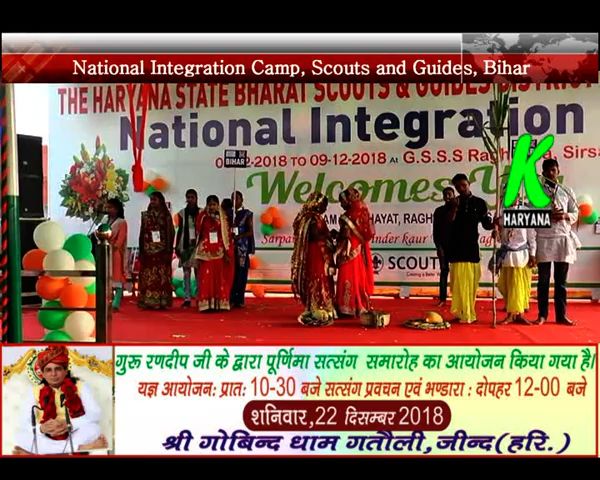 National Integration Camp, Scouts and Guides, Bihar
THE HARYANA STATE BHARAT SCOUTS & GUIDES
National Integration
TO 09-12-2018 At G.S.S.S
BIHAR
Welcomes
K
HARYANA
SCOUT
गुरू रणदीप जी के द्वारा पूर्णिमा सत्संग समारोह का आयोजन किया गया है।
यज्ञ आयोजन: प्रात: 10-30 बजे सत्संग प्रवचन एवं भण्डारा : दोपहर 12-00 बजे
शनिवार,22 दिसम्बर 2018
श्री गोबिन्द धाम गतौली,जीन्द(हरि.)